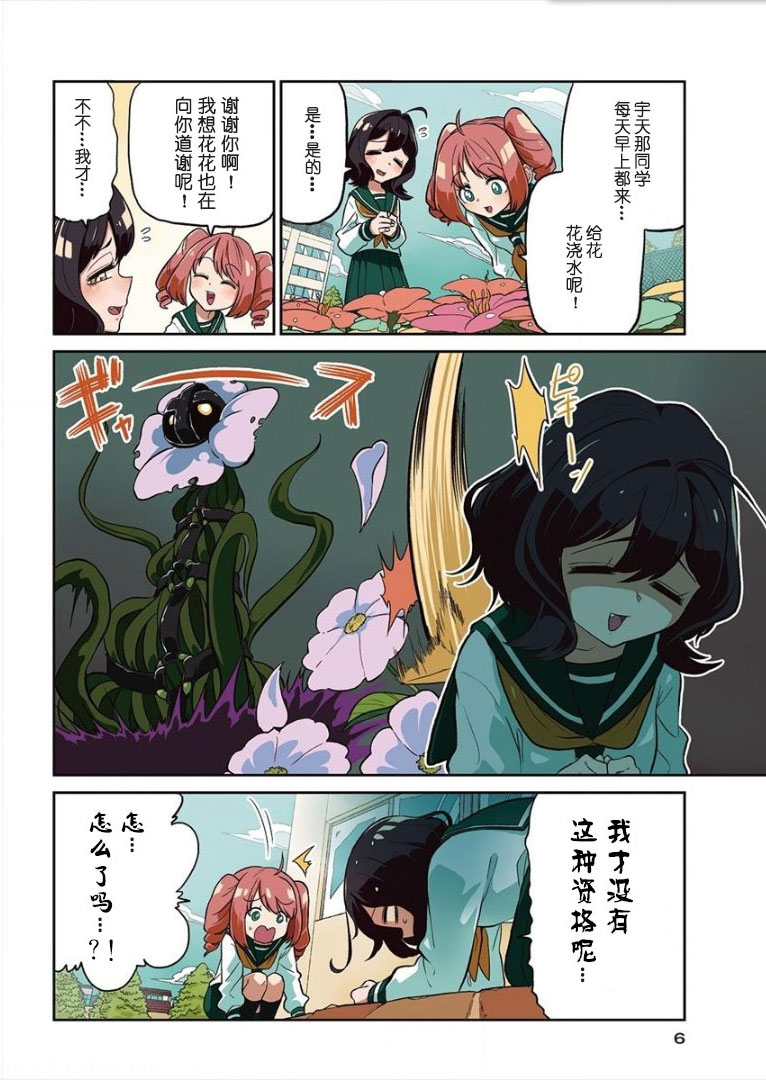 宇天那同学
每天早上都来…
给花
花浇水呢！
是…是的…
谢谢你啊！
我想花花也在
向你道谢呢！
不不…我才…
ピキーン
ギャース
我才没有
这种资格呢…
怎…
怎么了吗…?!
6